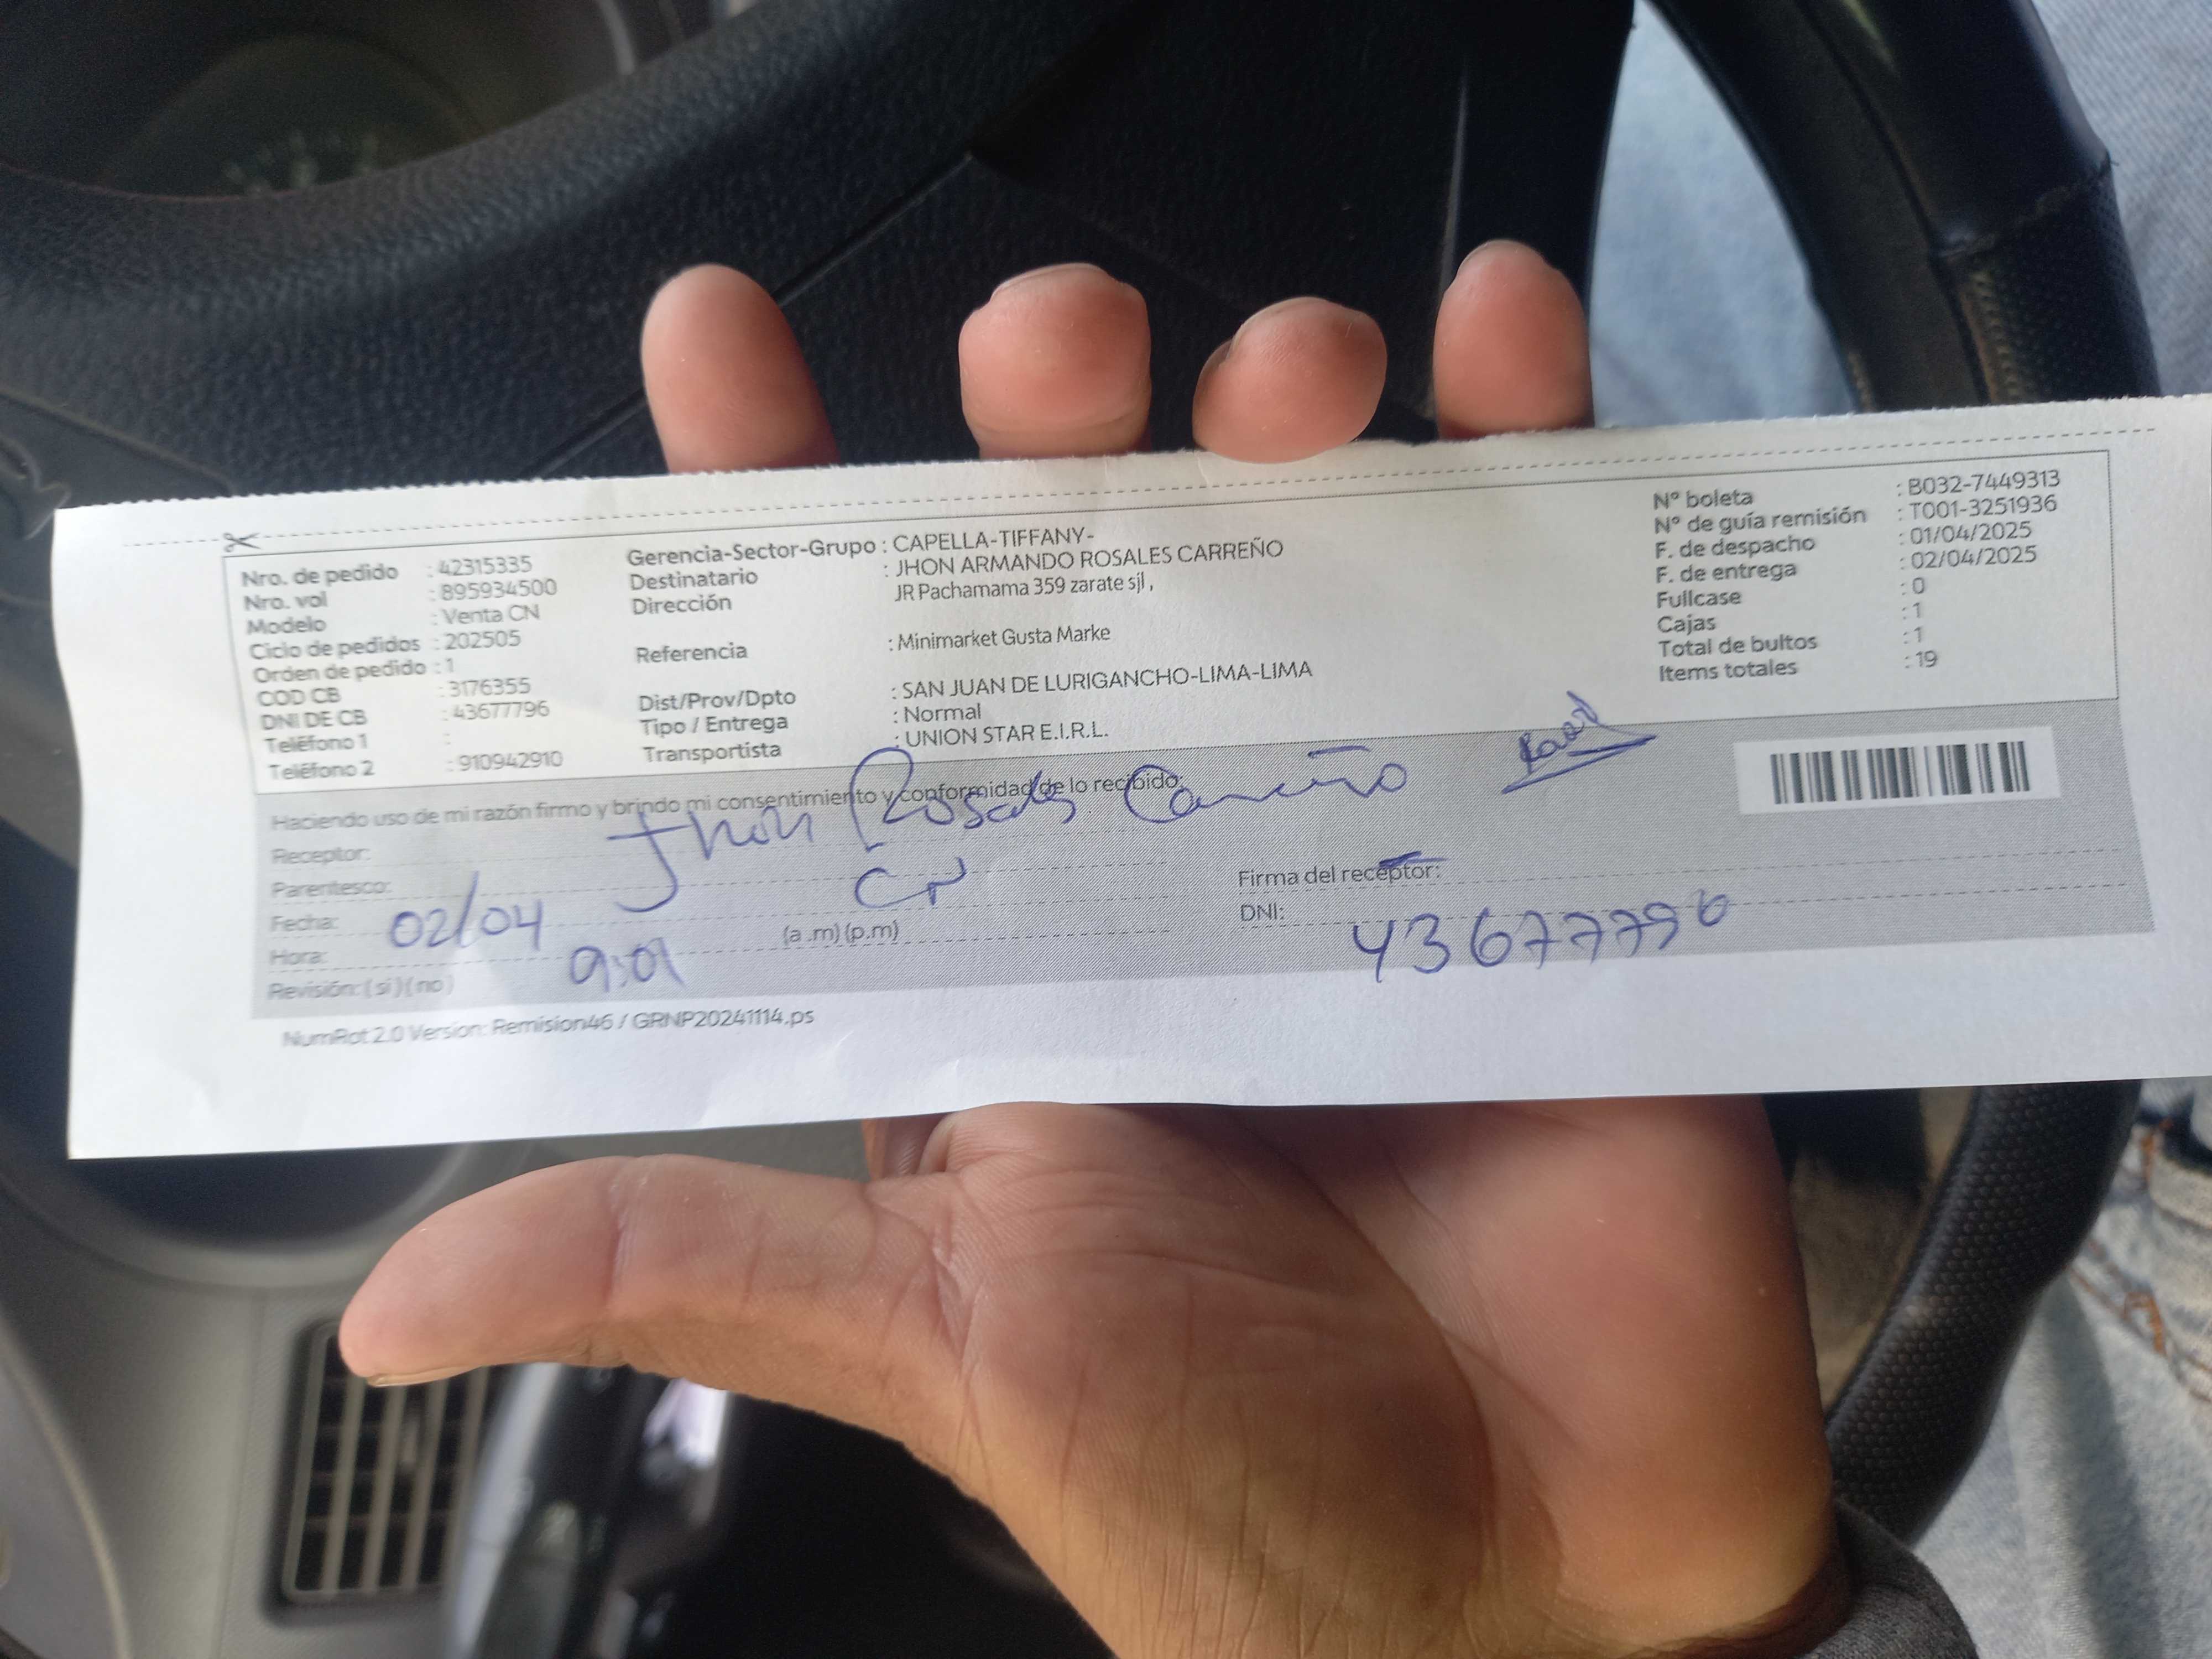 Nro. de pedido : 42315335
Nro. vol : 895934500
Modelo : Venta CN
Ciclo de pedidos : 202505
Orden de pedido : 1
COD CB : 3176355
DNI DE CB : 43677796
Teléfono 1 :
Teléfono 2 : 910942910
Gerencia-Sector-Grupo : CAPELLA-TIFFANY-
Destinatario : JHON ARMANDO ROSALES CARREÑO
Dirección JR Pachamama 359 zarate sjl ,
Referencia : Minimarket Gusta Marke
Dist/Prov/Dpto : SAN JUAN DE LURIGANCHO-LIMA-LIMA
Tipo / Entrega : Normal
Transportista : UNION STAR E.I.R.L.
N° boleta : B032-7449313
N° de guía remisión : T001-3251936
F. de despacho : 01/04/2025
F. de entrega : 02/04/2025
Fullcase : 0
Cajas : 1
Total de bultos : 1
Items totales : 19
Haciendo uso de mi razón firmo y brindo mi consentimiento y conformidad de lo recibido:
Receptor: Jhon Rosales Carreño
Parentesco:
Fecha: 02/04
Hora: 9:01 (a .m) (p.m)
Revisión: ( si ) ( no )
Firma del receptor:
DNI: 43677796
NumRot 2.0 Version: Remision46 / GRNP20241114.ps